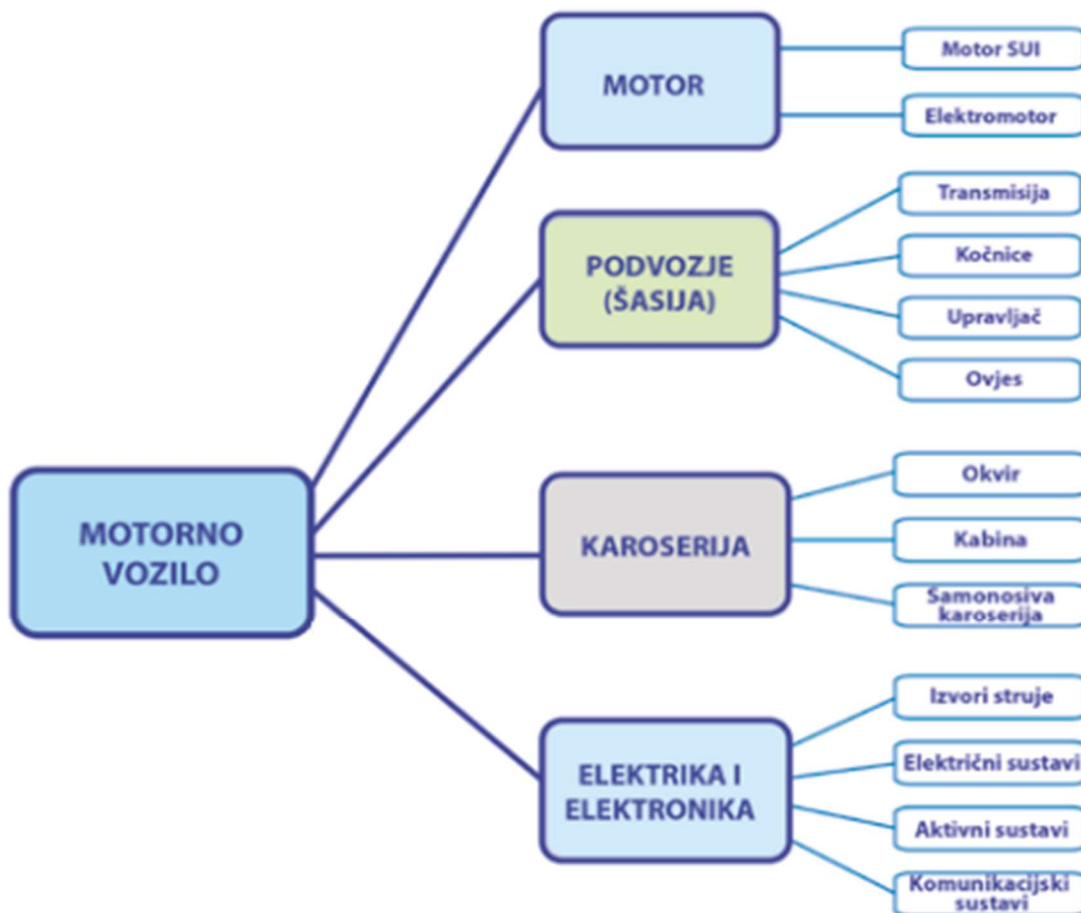 MOTORNO
VOZILO
MOTOR
Motor SUI
Elektromotor
PODVOZJE
(ŠASIJA)
Transmisija
Kočnice
Upravljač
Ovjes
KAROSERIJA
Okvir
Kabina
Samonosiva
karoserija
ELEKTRIKA I
ELEKTRONIKA
Izvori struje
Električni sustavi
Aktivni sustavi
Komunikacijski
sustavi